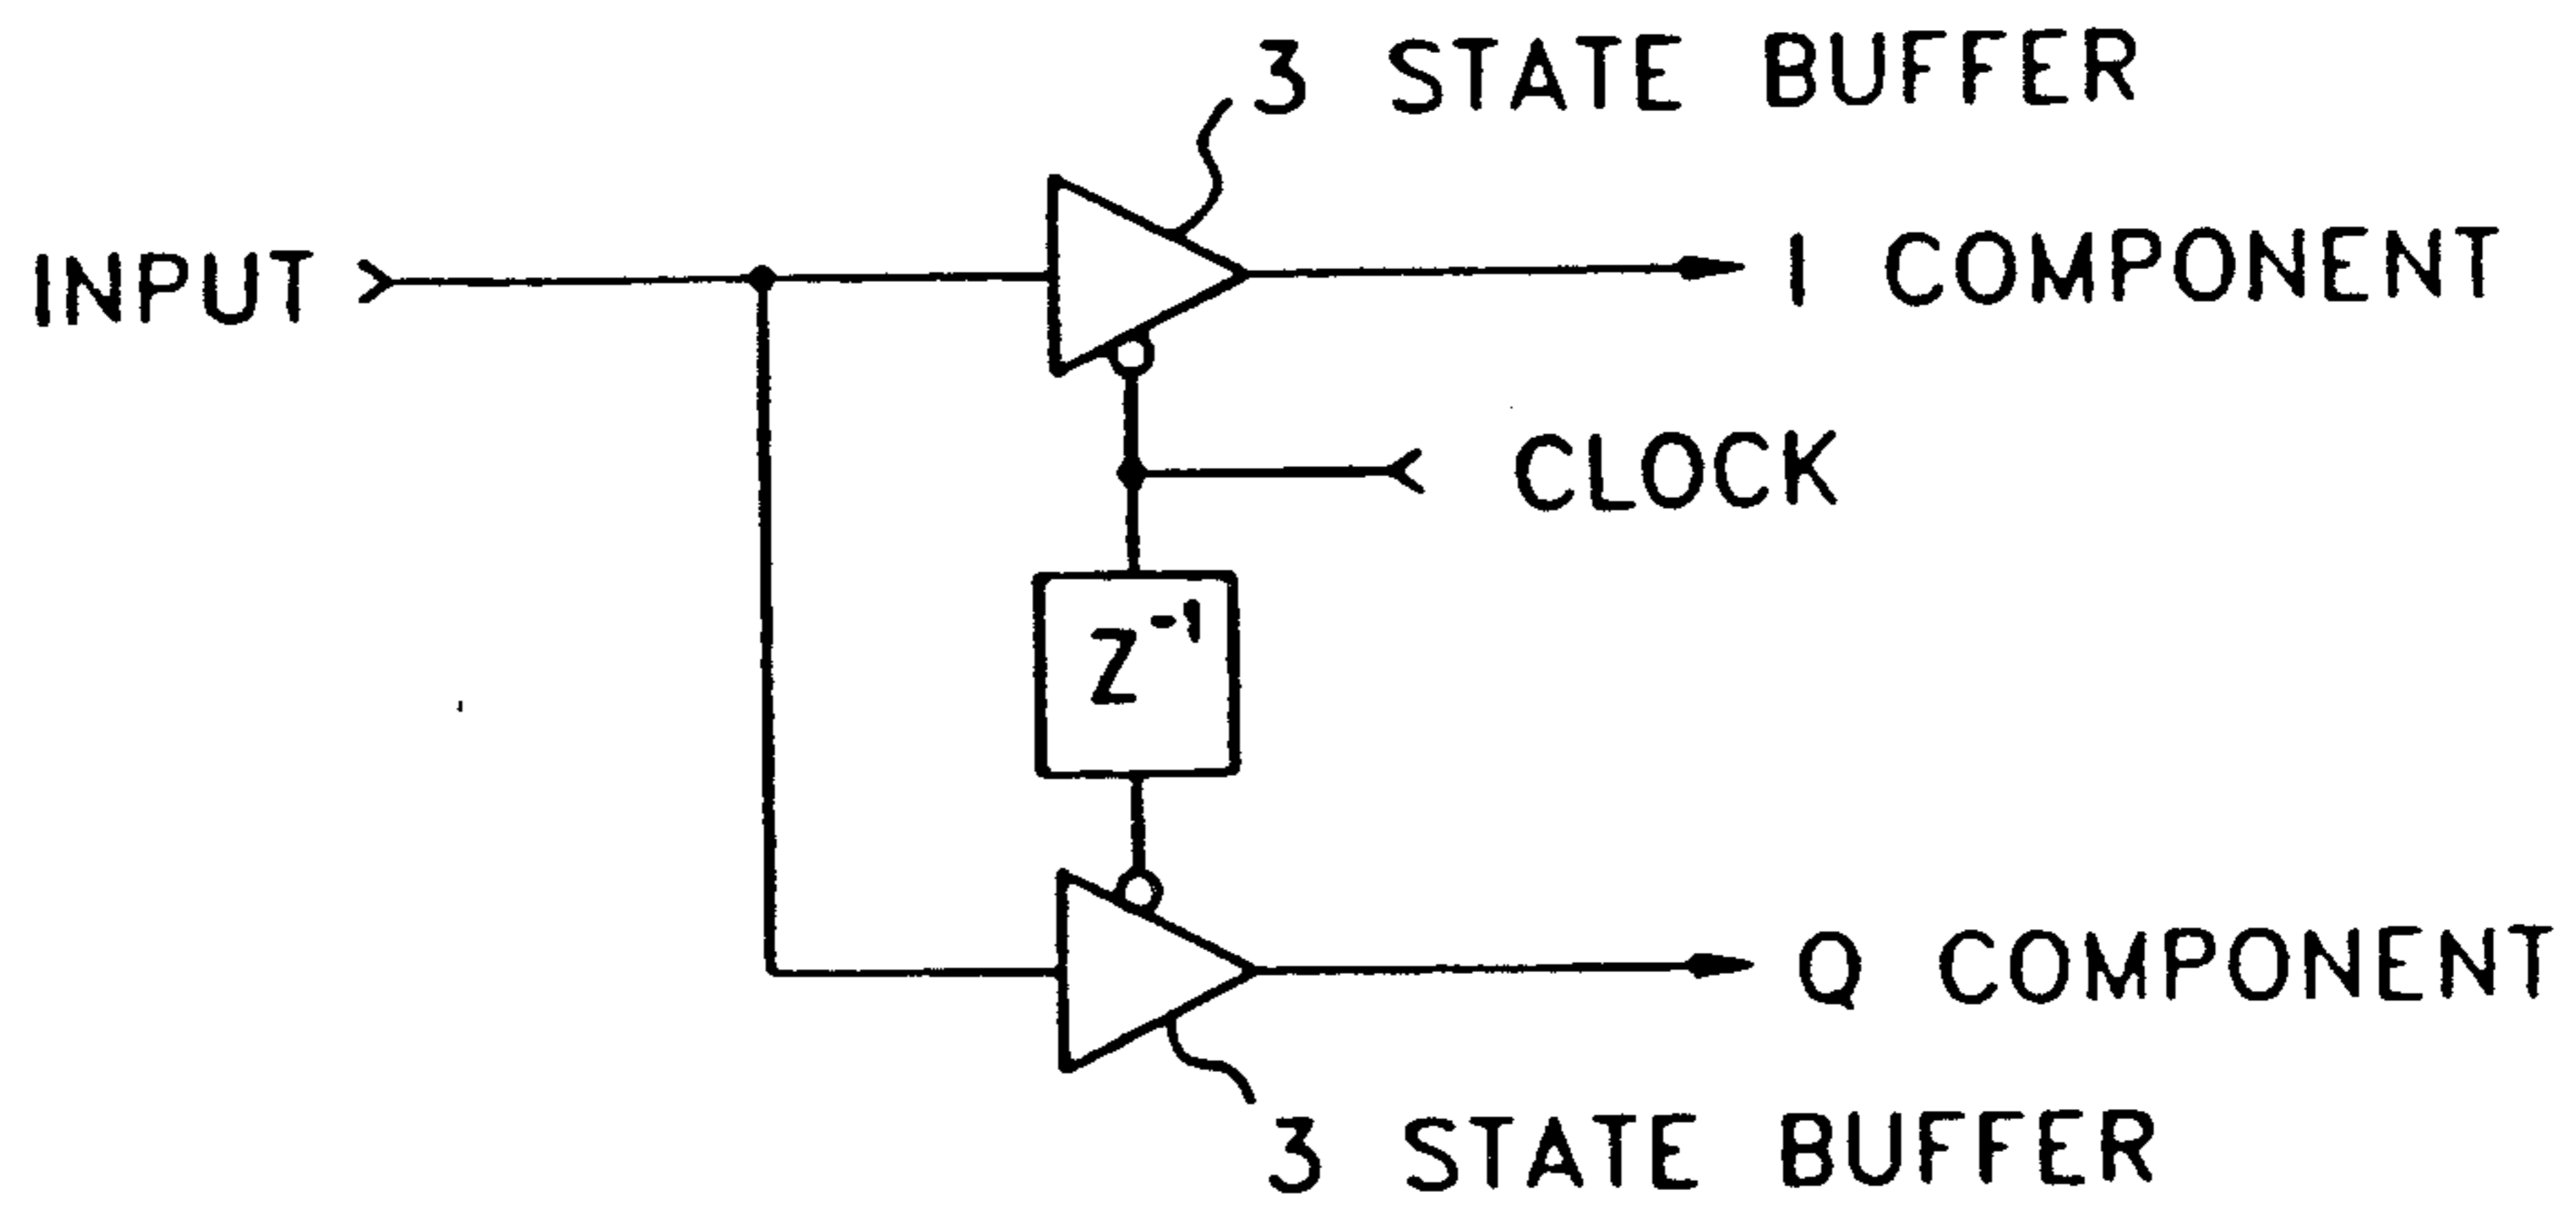 3 STATE BUFFER
INPUT
I COMPONENT
CLOCK
Z⁻¹
Q COMPONENT
3 STATE BUFFER